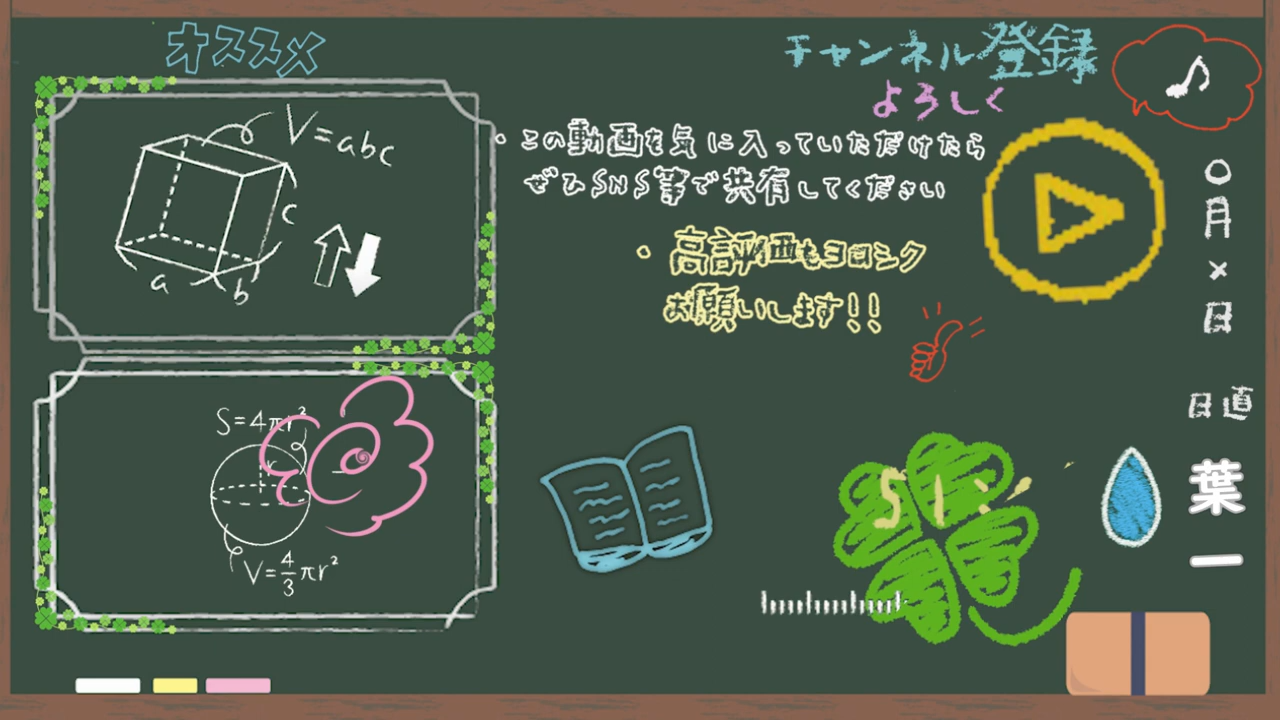 オススメ
V=abc
c
a
b
S=4πr²
r
V=4/3πr²
チャンネル登録
よろしく
・この動画を気に入っていただけたら
ぜひSNS等で共有してください
・高評価もヨロシク
お願いします!!
〇月×日
日直
葉一